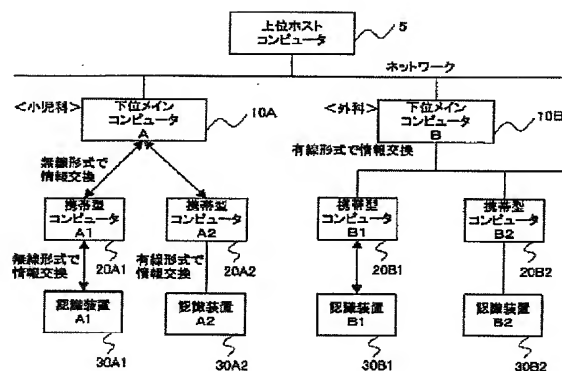 上位ホスト
コンピュータ
5
ネットワーク
<小児科>
下位メイン
コンピュータ
A
10A
<外科>
下位メイン
コンピュータ
B
10B
無線形式で
情報交換
有線形式で情報交換
携帯型
コンピュータ
A1
携帯型
コンピュータ
A2
携帯型
コンピュータ
B1
携帯型
コンピュータ
B2
無線形式で
情報交換
20A1
有線形式で
情報交換
20A2
20B1
20B2
認識装置
A1
認識装置
A2
認識装置
B1
認識装置
B2
30A1
30A2
30B1
30B2